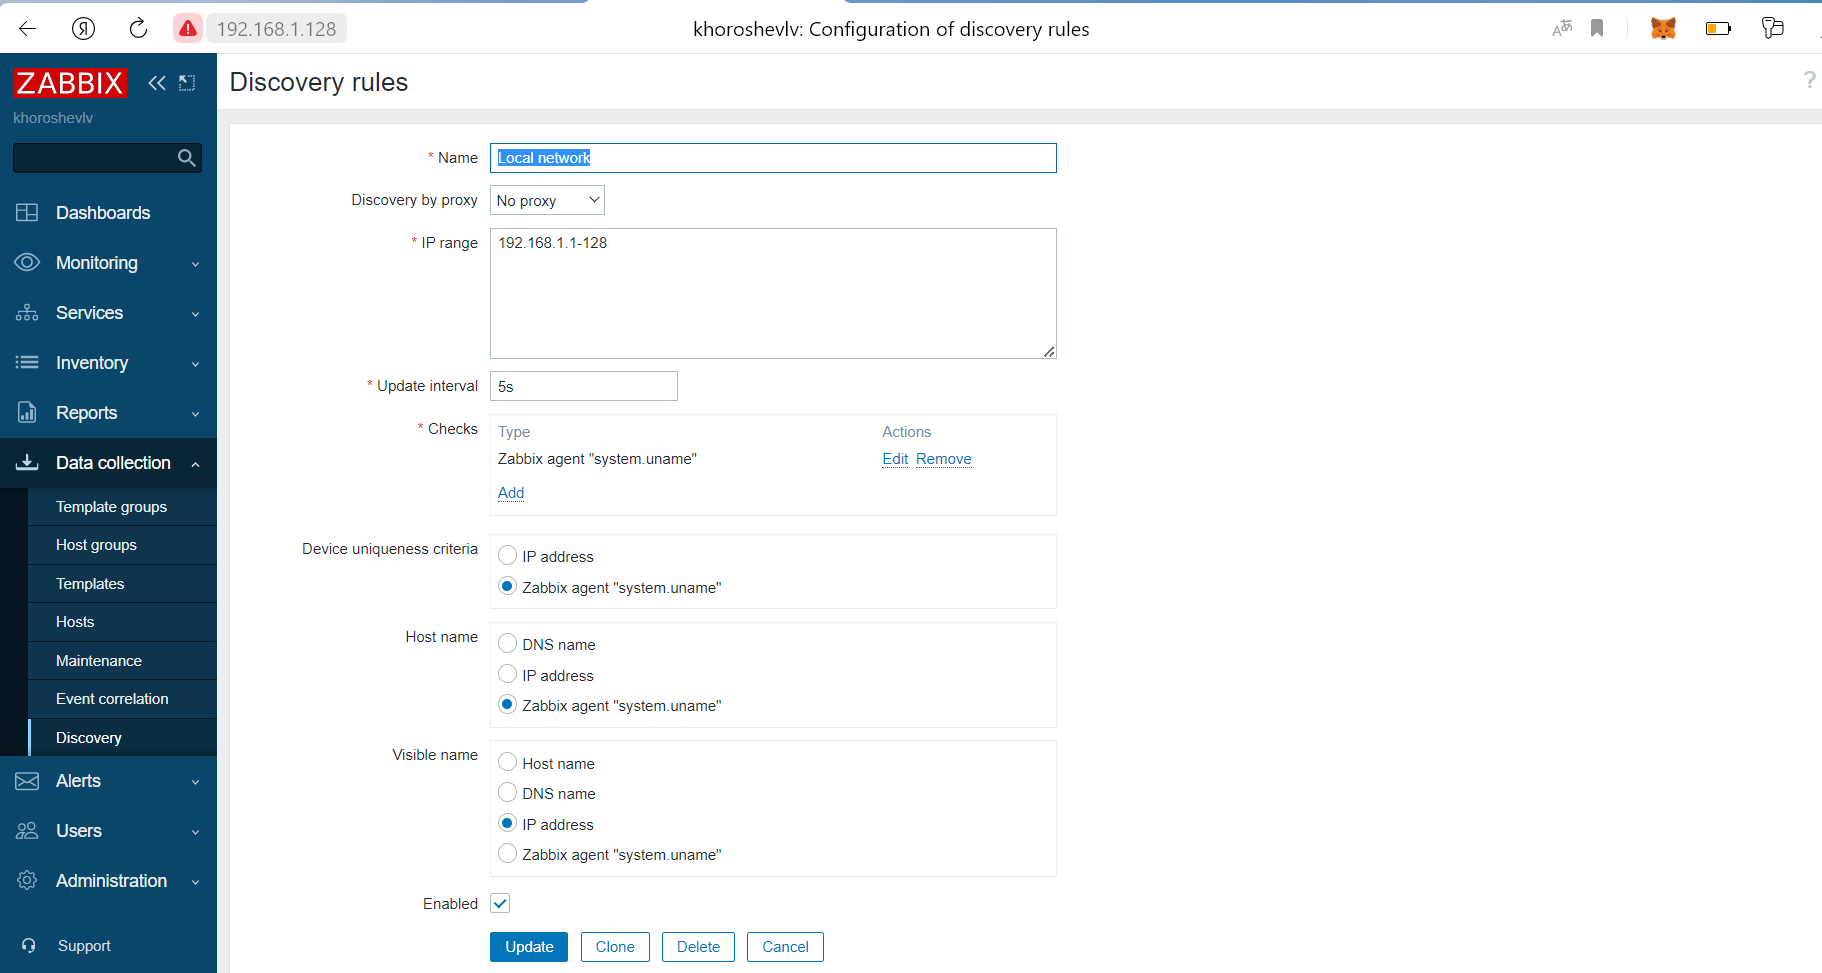 192.168.1.128
khoroshevlv: Configuration of discovery rules
ZABBIX
khoroshevlv
Dashboards
Monitoring
Services
Inventory
Reports
Data collection
Template groups
Host groups
Templates
Hosts
Maintenance
Event correlation
Discovery
Alerts
Users
Administration
Support
Discovery rules
?
* Name Local network
Discovery by proxy No proxy
* IP range 192.168.1.1-128
* Update interval 5s
* Checks Type Actions
Zabbix agent "system.uname" Edit Remove
Add
Device uniqueness criteria
IP address
Zabbix agent "system.uname"
Host name
DNS name
IP address
Zabbix agent "system.uname"
Visible name
Host name
DNS name
IP address
Zabbix agent "system.uname"
Enabled
Update Clone Delete Cancel